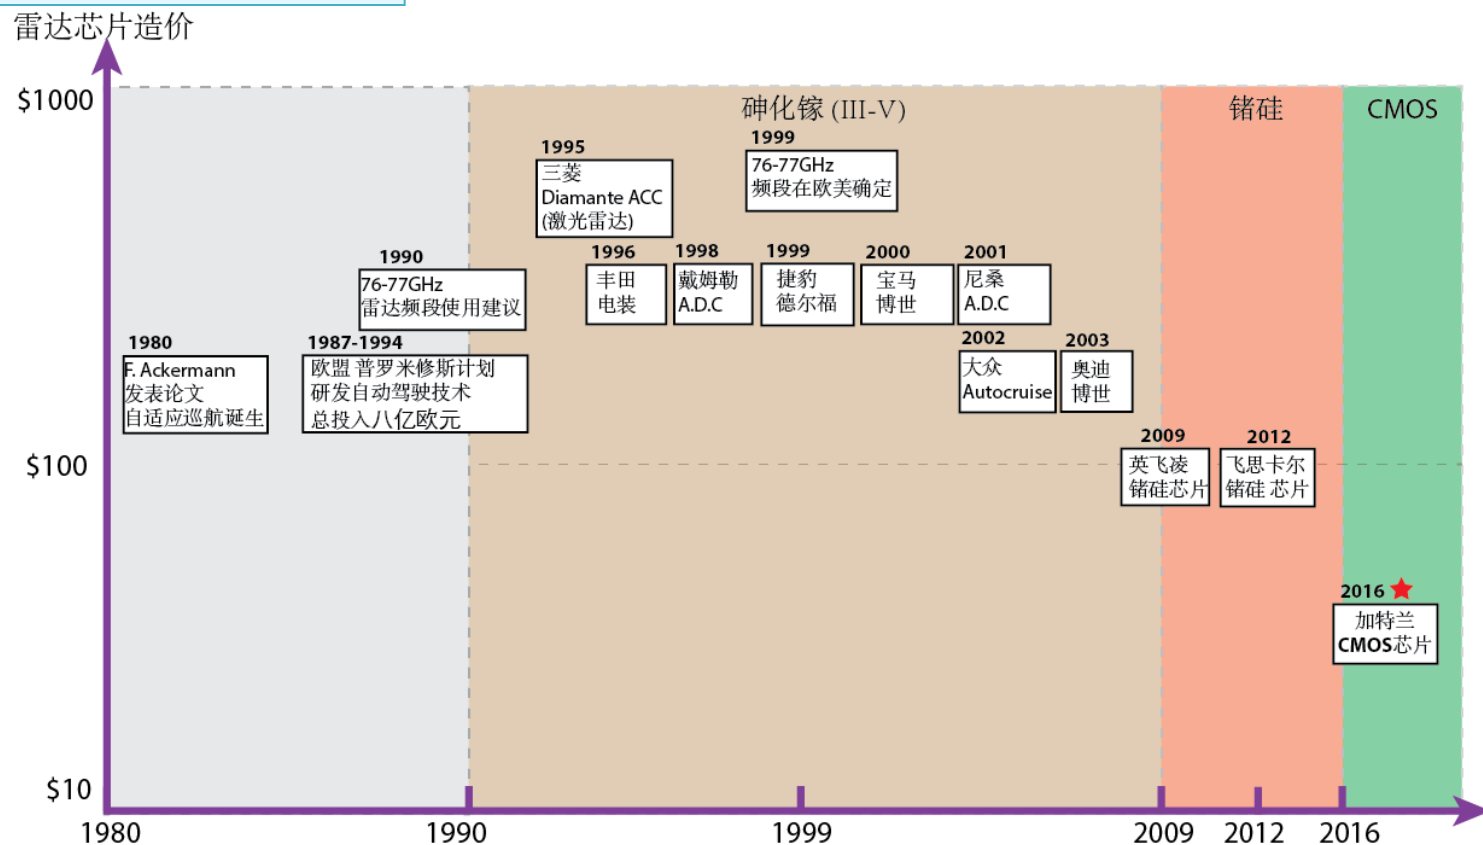 雷达芯片造价
$1000
砷化镓 (III-V)
锗硅
CMOS
1995
三菱
Diamante ACC
(激光雷达)
1999
76-77GHz
频段在欧美确定
1990
76-77GHz
雷达频段使用建议
1996
丰田
电装
1998
戴姆勒
A.D.C
1999
捷豹
德尔福
2000
宝马
博世
2001
尼桑
A.D.C
1980
F. Ackermann
发表论文
自适应巡航诞生
1987-1994
欧盟 普罗米修斯计划
研发自动驾驶技术
总投入八亿欧元
2002
大众
Autocruise
2003
奥迪
博世
$100
2009
英飞凌
锗硅芯片
2012
飞思卡尔
锗硅 芯片
2016
加特兰
CMOS芯片
$10
1980
1990
1999
2009
2012
2016